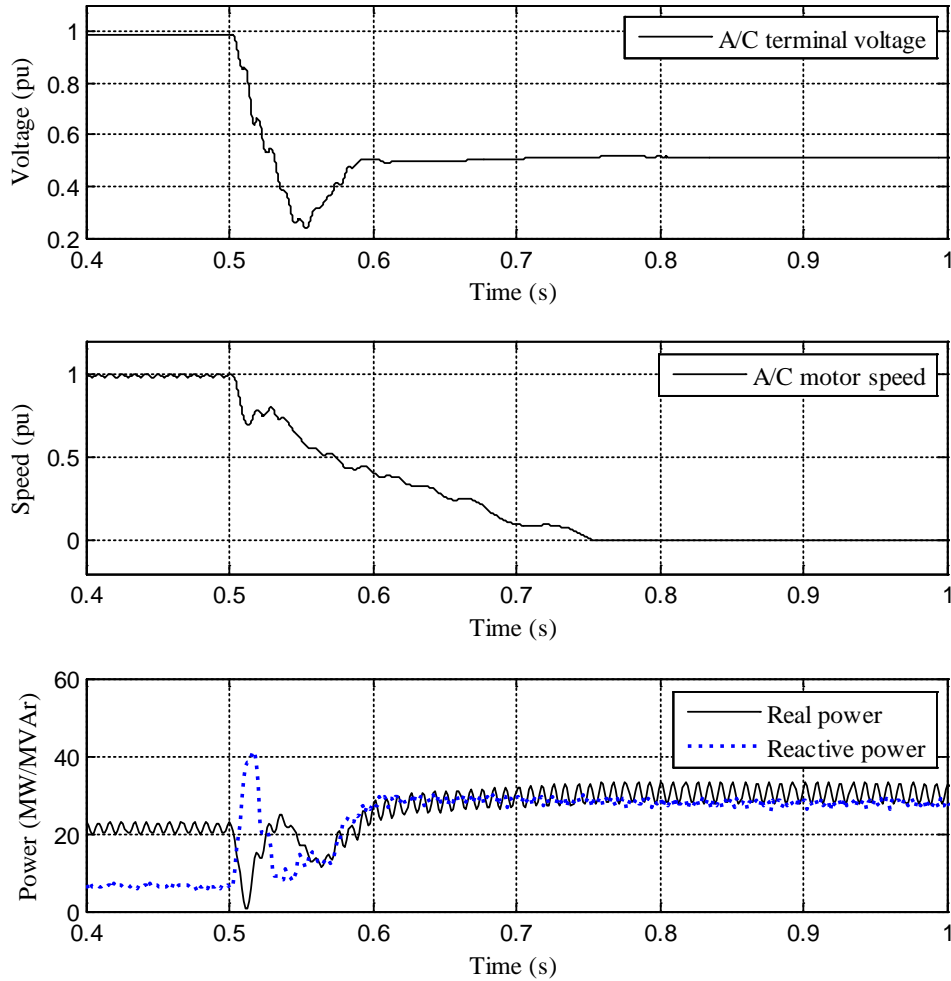 1
0.8
0.6
0.4
0.2
Voltage (pu)
A/C terminal voltage
0.4 0.5 0.6 0.7 0.8 0.9 1
Time (s)
1
0.5
0
Speed (pu)
A/C motor speed
0.4 0.5 0.6 0.7 0.8 0.9 1
Time (s)
60
40
20
0
Power (MW/MVAr)
Real power
Reactive power
0.4 0.5 0.6 0.7 0.8 0.9 1
Time (s)